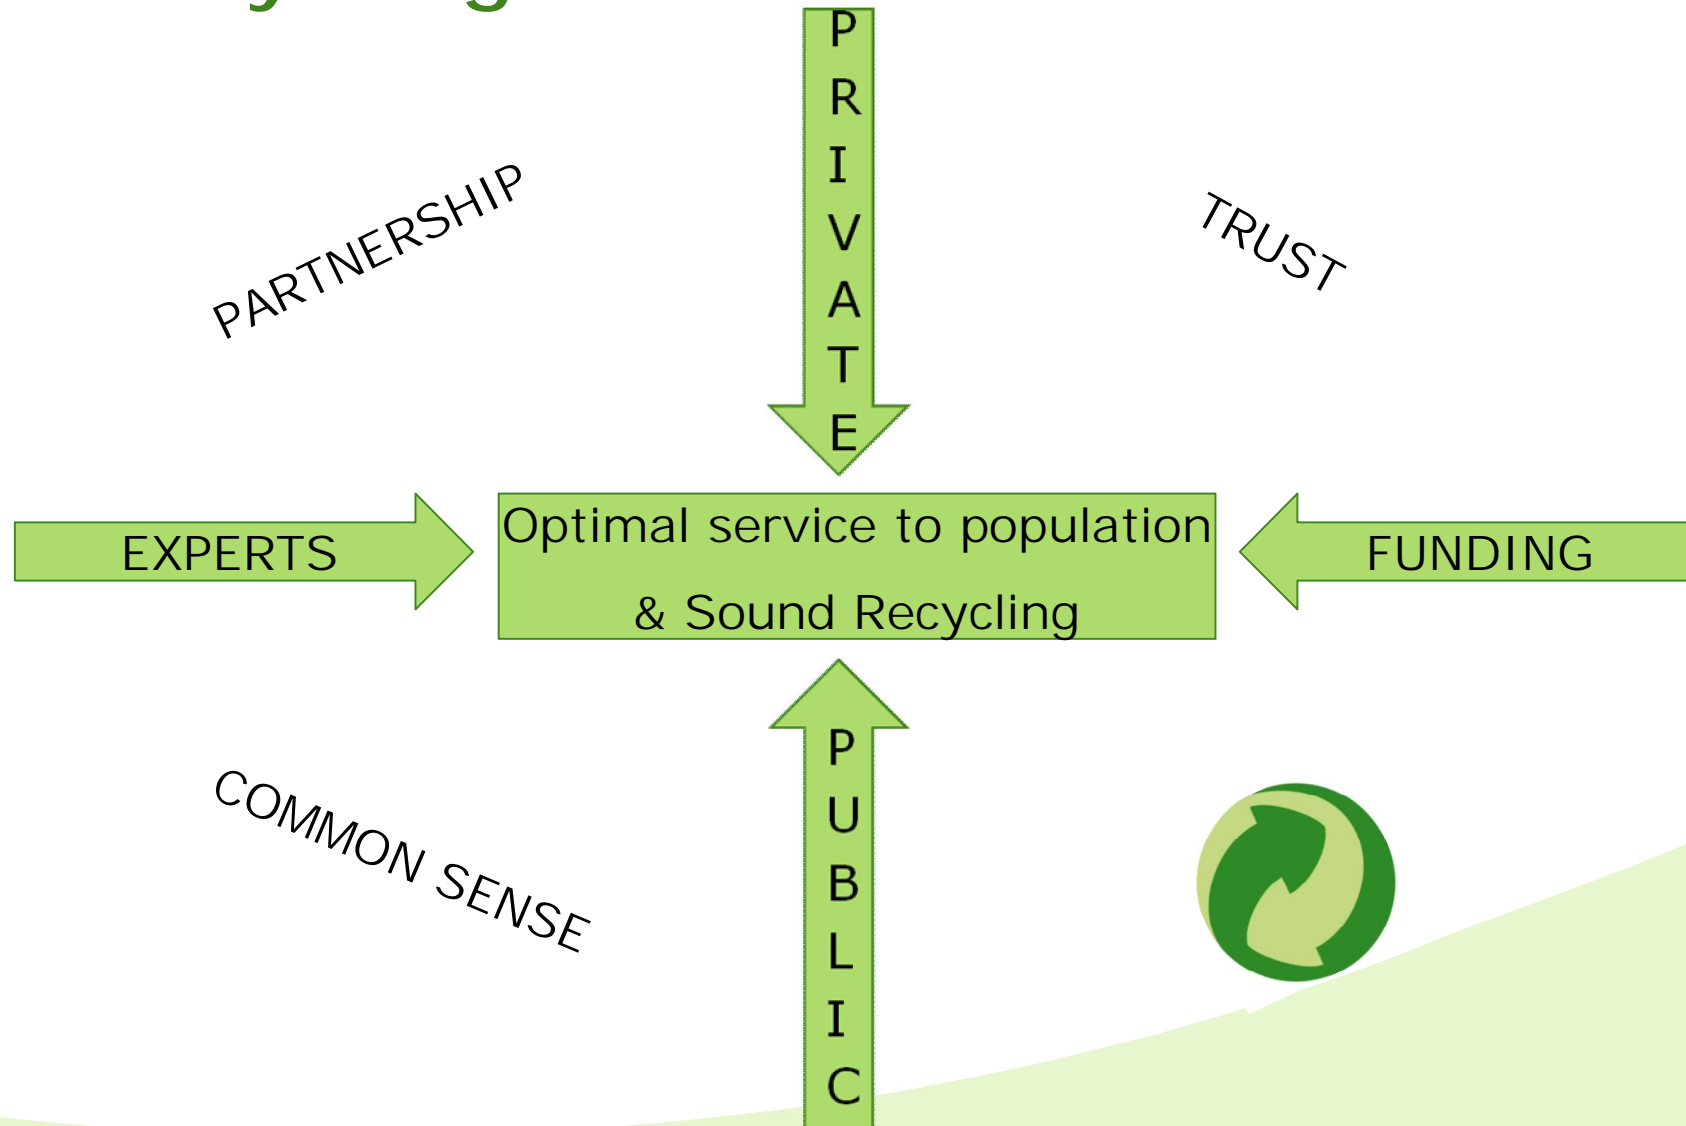 PRIVATE
PARTNERSHIP
TRUST
EXPERTS
Optimal service to population
& Sound Recycling
FUNDING
COMMON SENSE
PUBLIC